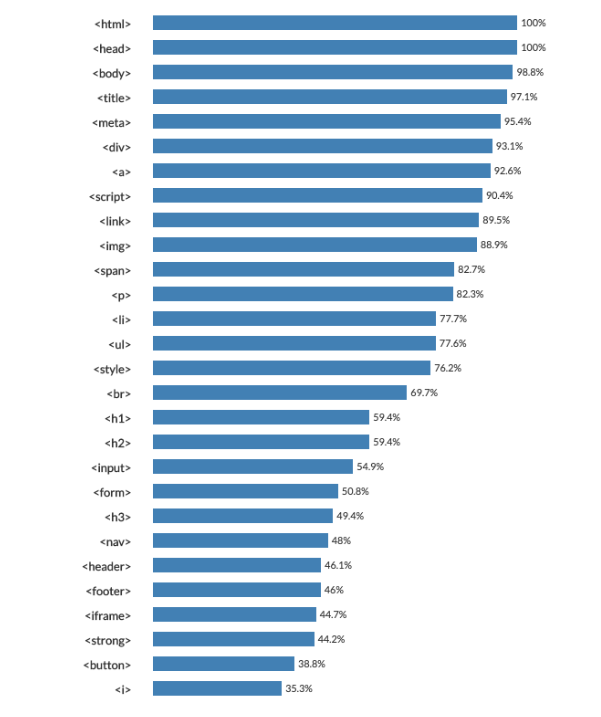 <html> 100%
<head> 100%
<body> 98.8%
<title> 97.1%
<meta> 95.4%
<div> 93.1%
<a> 92.6%
<script> 90.4%
<link> 89.5%
<img> 88.9%
<span> 82.7%
<p> 82.3%
<li> 77.7%
<ul> 77.6%
<style> 76.2%
<br> 69.7%
<h1> 59.4%
<h2> 59.4%
<input> 54.9%
<form> 50.8%
<h3> 49.4%
<nav> 48%
<header> 46.1%
<footer> 46%
<iframe> 44.7%
<strong> 44.2%
<button> 38.8%
<i> 35.3%